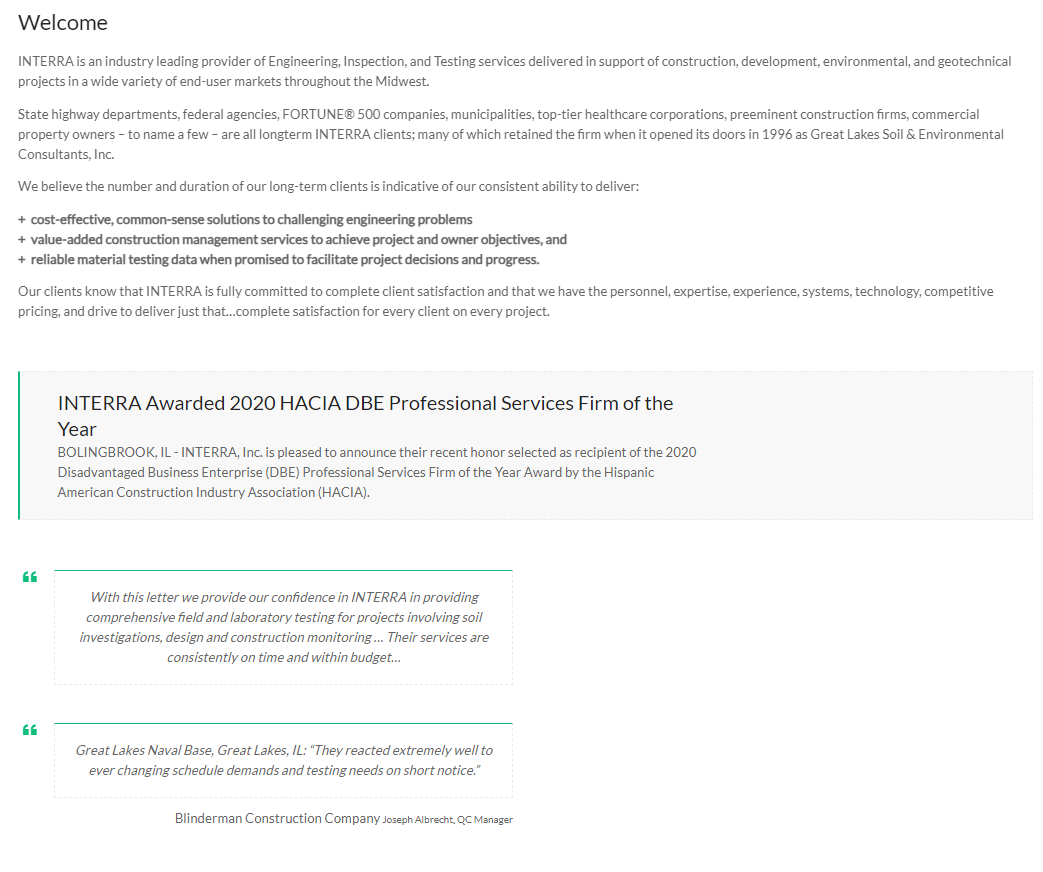 Welcome
INTERRA is an industry leading provider of Engineering, Inspection, and Testing services delivered in support of construction, development, environmental, and geotechnical
projects in a wide variety of end-user markets throughout the Midwest.
State highway departments, federal agencies, FORTUNE® 500 companies, municipalities, top-tier healthcare corporations, preeminent construction firms, commercial
property owners – to name a few – are all longterm INTERRA clients; many of which retained the firm when it opened its doors in 1996 as Great Lakes Soil & Environmental
Consultants, Inc.
We believe the number and duration of our long-term clients is indicative of our consistent ability to deliver:
+ cost-effective, common-sense solutions to challenging engineering problems
+ value-added construction management services to achieve project and owner objectives, and
+ reliable material testing data when promised to facilitate project decisions and progress.
Our clients know that INTERRA is fully committed to complete client satisfaction and that we have the personnel, expertise, experience, systems, technology, competitive
pricing, and drive to deliver just that…complete satisfaction for every client on every project.
INTERRA Awarded 2020 HACIA DBE Professional Services Firm of the
Year
BOLINGBROOK, IL - INTERRA, Inc. is pleased to announce their recent honor selected as recipient of the 2020
Disadvantaged Business Enterprise (DBE) Professional Services Firm of the Year Award by the Hispanic
American Construction Industry Association (HACIA).
With this letter we provide our confidence in INTERRA in providing
comprehensive field and laboratory testing for projects involving soil
investigations, design and construction monitoring … Their services are
consistently on time and within budget…
Great Lakes Naval Base, Great Lakes, IL: “They reacted extremely well to
ever changing schedule demands and testing needs on short notice.”
Blinderman Construction Company Joseph Albrecht, QC Manager